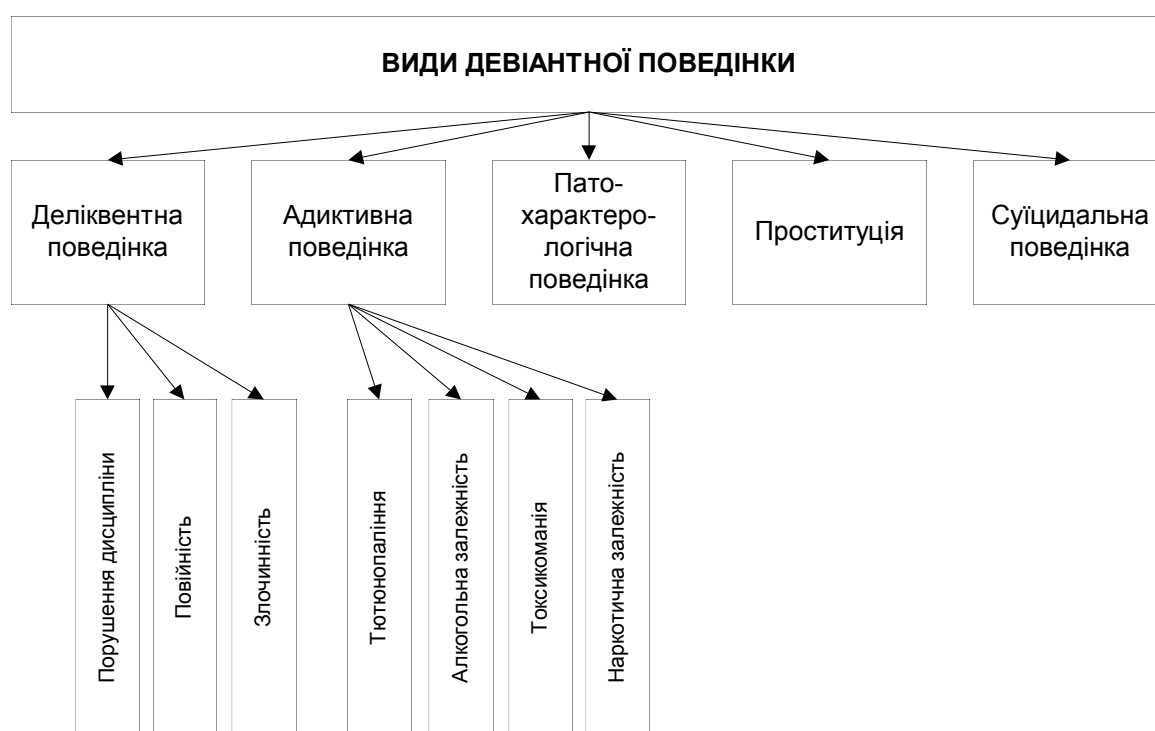 ВИДИ ДЕВІАНТНОЇ ПОВЕДІНКИ
Деліквентна
поведінка
Адиктивна
поведінка
Пато-
характеро-
логічна
поведінка
Проституція
Суїцидальна
поведінка
Порушення дисципліни
Повійність
Злочинність
Тютюнопаління
Алкогольна залежність
Токсикоманія
Наркотична залежність